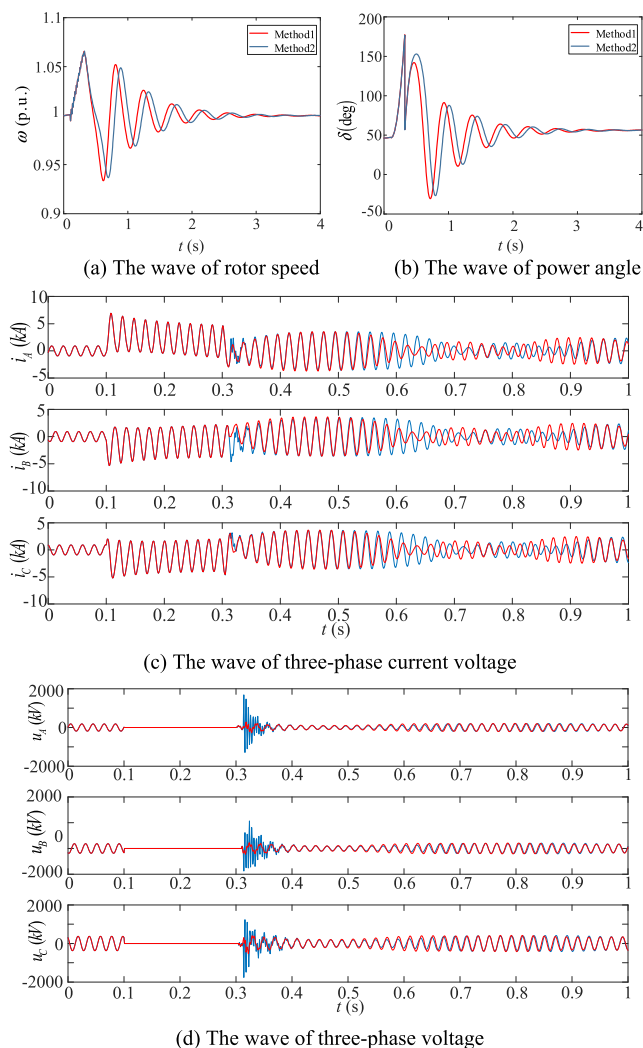 1.1
1.05
1
0.95
0.9
ω (p.u.)
Method1
Method2
0 1 2 3 4
t (s)
(a) The wave of rotor speed
200
150
100
50
0
-50
δ(deg)
Method1
Method2
0 1 2 3 4
t (s)
(b) The wave of power angle
10
5
0
-5
i_A (kA)
0 0.1 0.2 0.3 0.4 0.5 0.6 0.7 0.8 0.9 1
5
0
-5
-10
i_B (kA)
0 0.1 0.2 0.3 0.4 0.5 0.6 0.7 0.8 0.9 1
5
0
-5
-10
i_C (kA)
0 0.1 0.2 0.3 0.4 0.5 0.6 0.7 0.8 0.9 1
t (s)
(c) The wave of three-phase current voltage
2000
0
-2000
u_A (kV)
0 0.1 0.2 0.3 0.4 0.5 0.6 0.7 0.8 0.9 1
2000
0
-2000
u_B (kV)
0 0.1 0.2 0.3 0.4 0.5 0.6 0.7 0.8 0.9 1
2000
0
-2000
u_C (kV)
0 0.1 0.2 0.3 0.4 0.5 0.6 0.7 0.8 0.9 1
t (s)
(d) The wave of three-phase voltage